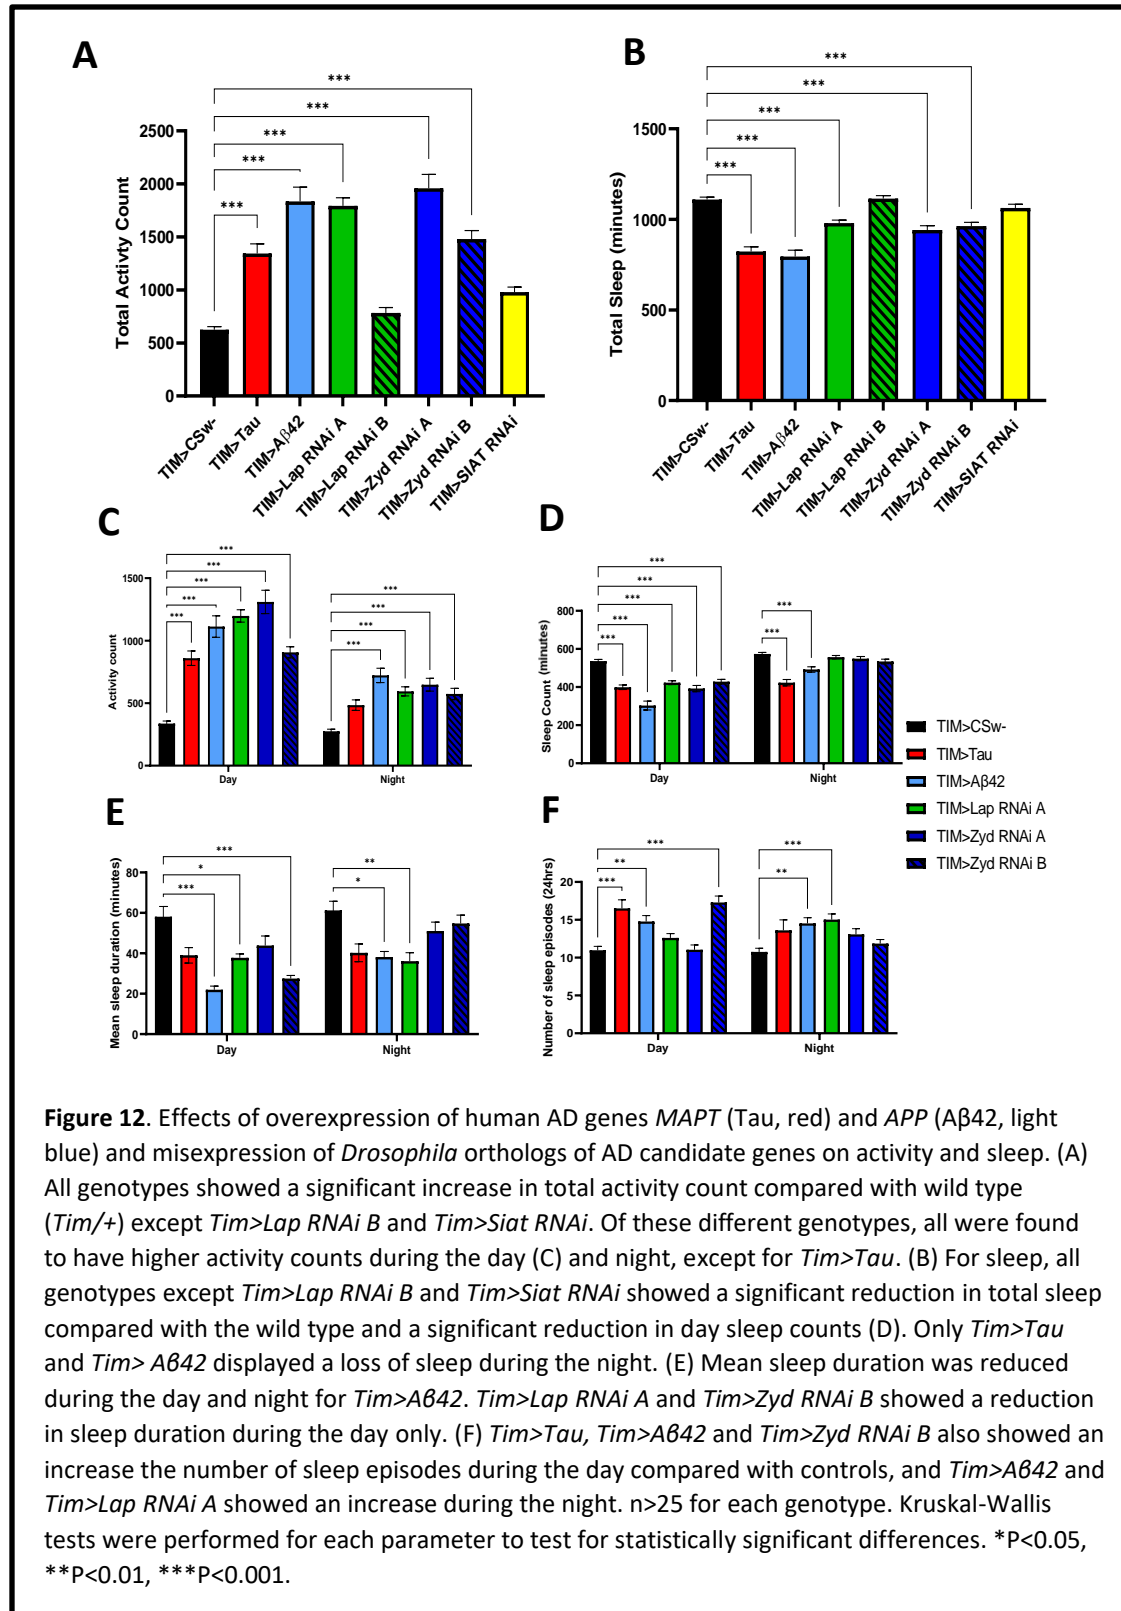 A
***
***
***
***
***
Total Activty Count
2500
2000
1500
1000
500
0
TIM>CSw-
TIM>Tau
TIM>Aβ42
TIM>Lap RNAi A
TIM>Lap RNAi B
TIM>Zyd RNAi A
TIM>Zyd RNAi B
TIM>SIAT RNAi
B
***
***
***
***
***
Total Sleep (minutes)
1500
1000
500
0
TIM>CSw-
TIM>Tau
TIM>Aβ42
TIM>Lap RNAi A
TIM>Lap RNAi B
TIM>Zyd RNAi A
TIM>Zyd RNAi B
TIM>SIAT RNAi
C
***
***
***
***
***
***
***
***
***
Activity count
1500
1000
500
0
Day
Night
D
***
***
***
***
***
***
***
Sleep Count (minutes)
800
600
400
200
0
Day
Night
TIM>CSw-
TIM>Tau
TIM>Aβ42
TIM>Lap RNAi A
TIM>Zyd RNAi A
TIM>Zyd RNAi B
E
***
*
***
**
*
Mean sleep duration (minutes)
80
60
40
20
0
Day
Night
F
***
**
***
***
**
Number of sleep episodes (24hrs)
20
15
10
5
0
Day
Night
Figure 12. Effects of overexpression of human AD genes MAPT (Tau, red) and APP (Aβ42, light
blue) and misexpression of Drosophila orthologs of AD candidate genes on activity and sleep. (A)
All genotypes showed a significant increase in total activity count compared with wild type
(Tim/+) except Tim>Lap RNAi B and Tim>Siat RNAi. Of these different genotypes, all were found
to have higher activity counts during the day (C) and night, except for Tim>Tau. (B) For sleep, all
genotypes except Tim>Lap RNAi B and Tim>Siat RNAi showed a significant reduction in total sleep
compared with the wild type and a significant reduction in day sleep counts (D). Only Tim>Tau
and Tim> Aβ42 displayed a loss of sleep during the night. (E) Mean sleep duration was reduced
during the day and night for Tim>Aβ42. Tim>Lap RNAi A and Tim>Zyd RNAi B showed a reduction
in sleep duration during the day only. (F) Tim>Tau, Tim>Aβ42 and Tim>Zyd RNAi B also showed an
increase the number of sleep episodes during the day compared with controls, and Tim>Aβ42 and
Tim>Lap RNAi A showed an increase during the night. n>25 for each genotype. Kruskal-Wallis
tests were performed for each parameter to test for statistically significant differences. *P<0.05,
**P<0.01, ***P<0.001.